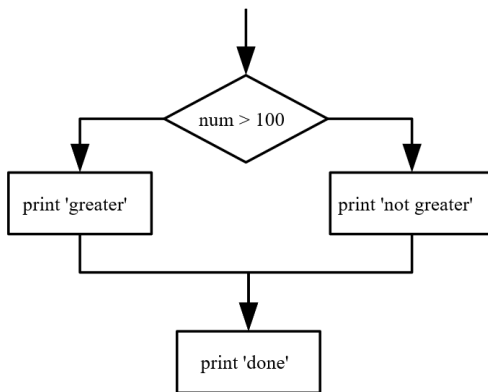 num > 100
print 'greater'
print 'not greater'
print 'done'